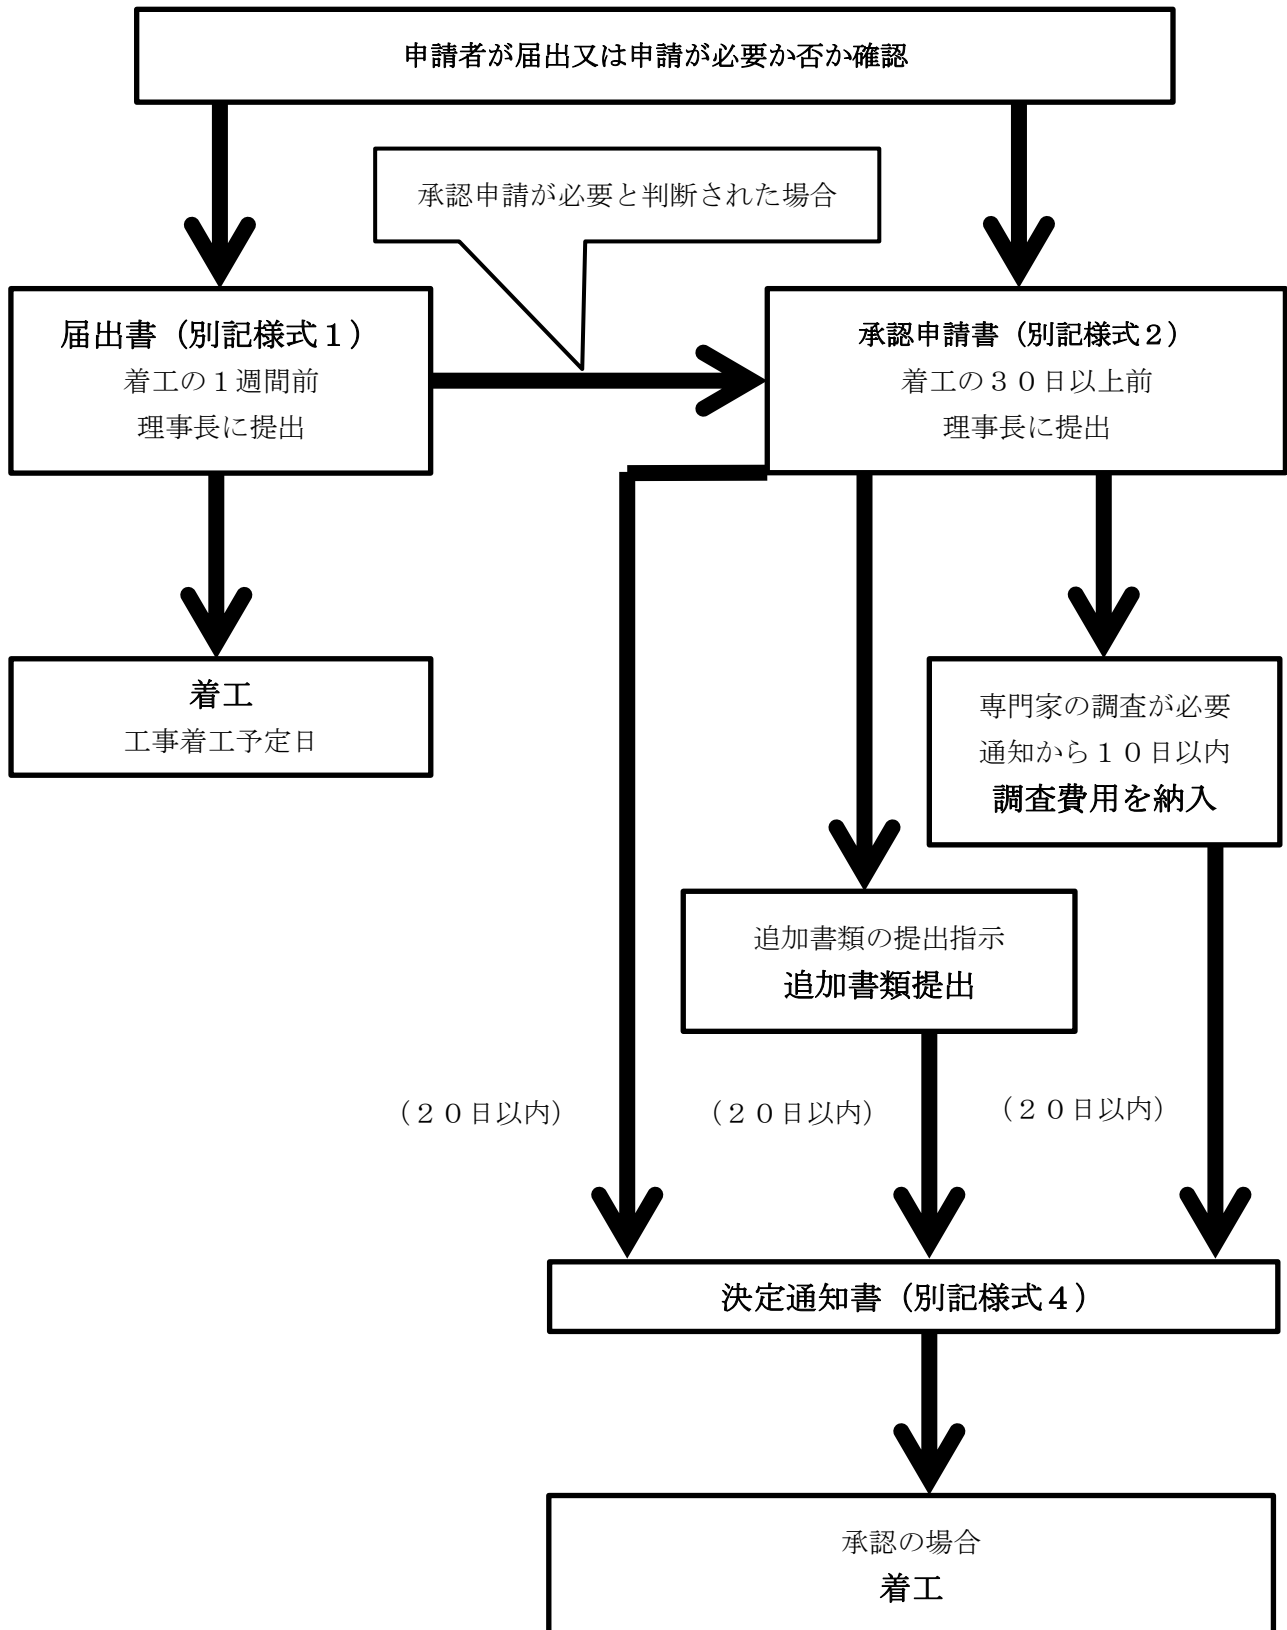 申請者が届出又は申請が必要か否か確認
承認申請が必要と判断された場合
届出書（別記様式１）
着工の１週間前
理事長に提出
承認申請書（別記様式２）
着工の３０日以上前
理事長に提出
着工
工事着工予定日
専門家の調査が必要
通知から１０日以内
調査費用を納入
追加書類の提出指示
追加書類提出
（２０日以内）
（２０日以内）
（２０日以内）
決定通知書（別記様式４）
承認の場合
着工